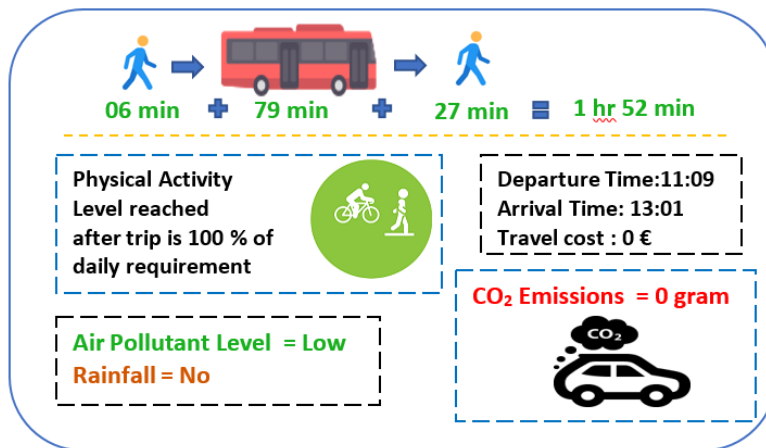 06 min + 79 min + 27 min = 1 hr 52 min
Physical Activity
Level reached
after trip is 100 % of
daily requirement
Departure Time:11:09
Arrival Time: 13:01
Travel cost : 0 €
CO₂ Emissions = 0 gram
CO₂
Air Pollutant Level = Low
Rainfall = No